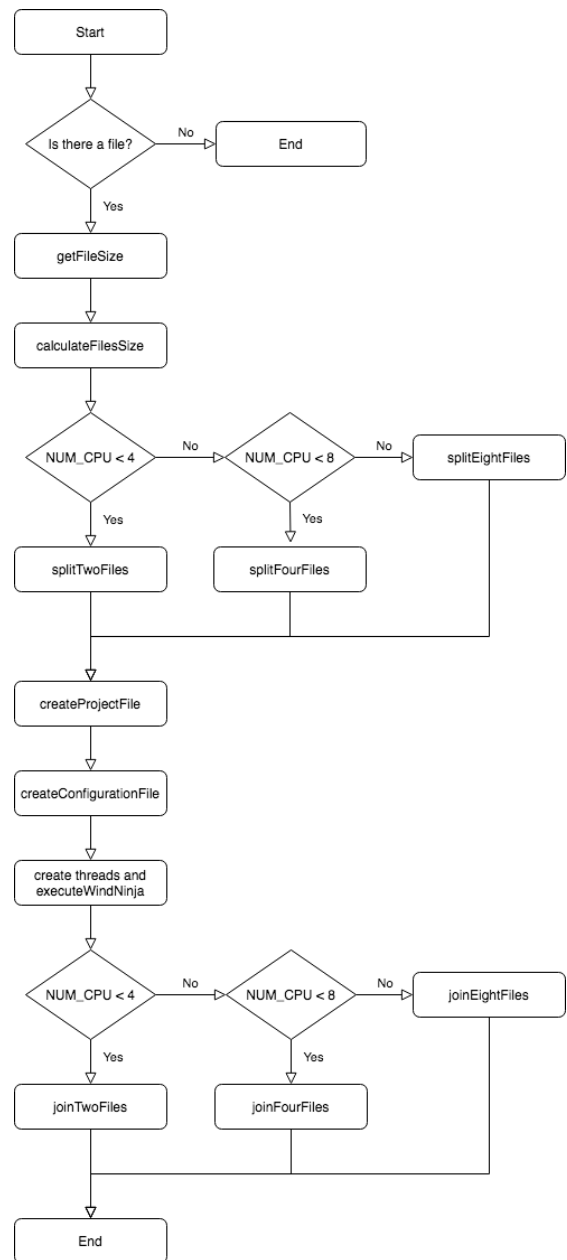 Start
Is there a file?
No
End
Yes
getFileSize
calculateFilesSize
NUM_CPU < 4
No
NUM_CPU < 8
No
splitEightFiles
Yes
Yes
splitTwoFiles
splitFourFiles
createProjectFile
createConfigurationFile
create threads and
executeWindNinja
NUM_CPU < 4
No
NUM_CPU < 8
No
joinEightFiles
Yes
Yes
joinTwoFiles
joinFourFiles
End